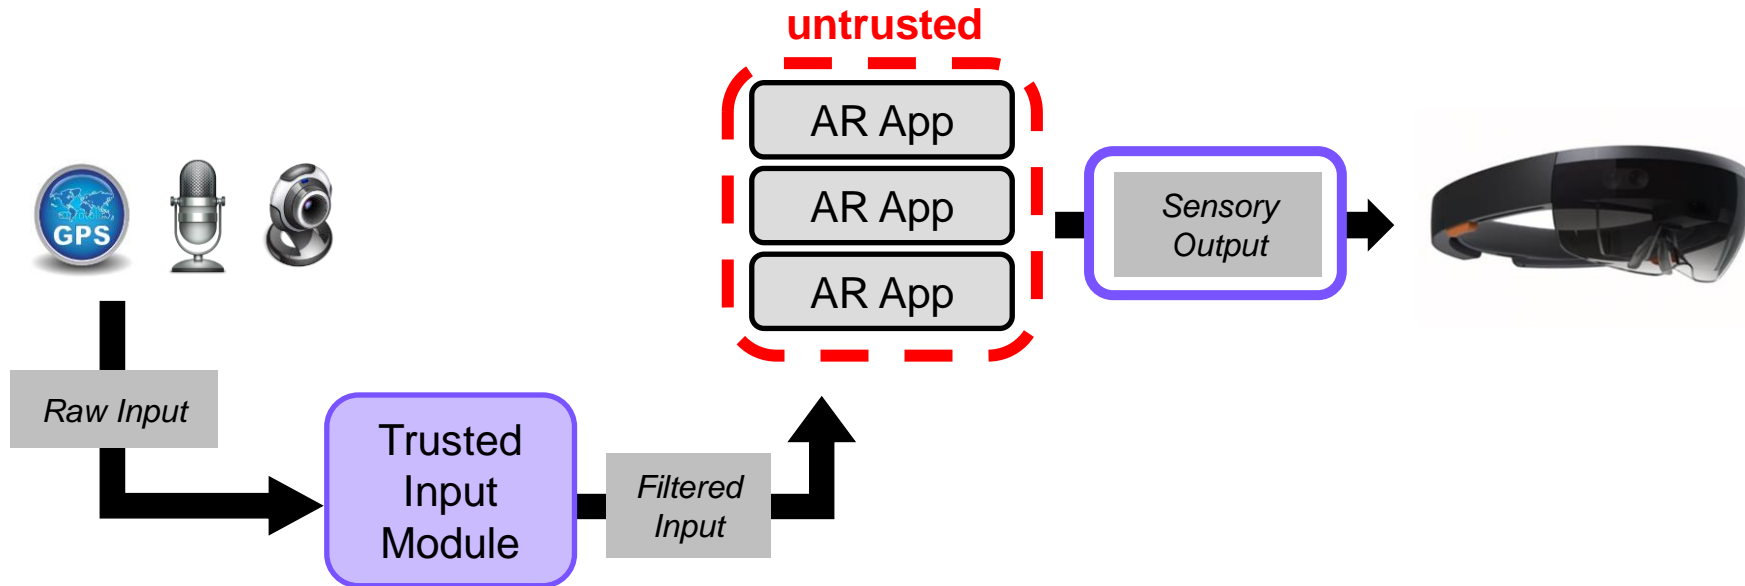 untrusted
AR App
AR App
AR App
GPS
Sensory
Output
Raw Input
Trusted
Input
Module
Filtered
Input